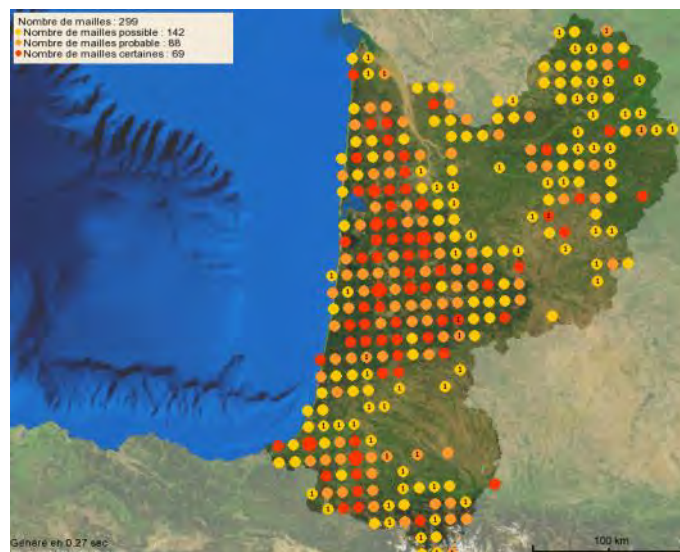 Nombre de mailles : 299
Nombre de mailles possible : 142
Nombre de mailles probable : 88
Nombre de mailles certaines : 69
Généré en 0.27 sec
100 km